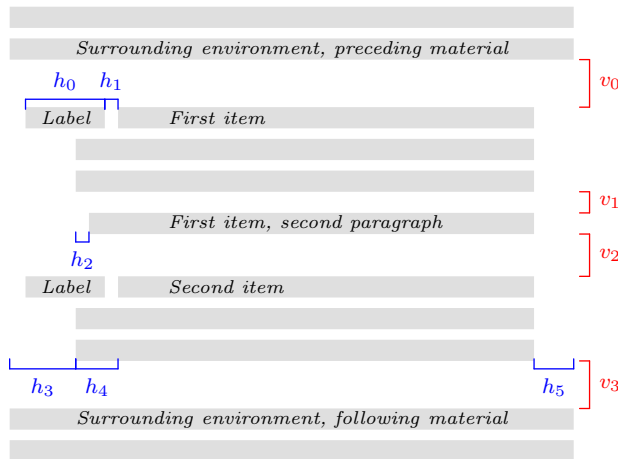 Surrounding environment, preceding material
v0
h0 h1
Label First item
v1
First item, second paragraph
h2
v2
Label Second item
h3 h4 h5
v3
Surrounding environment, following material